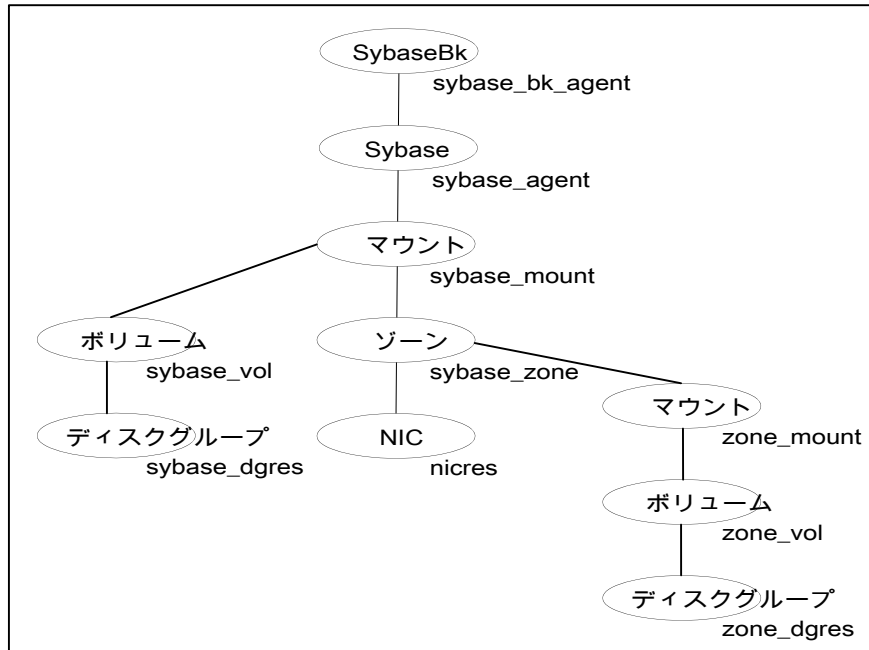 SybaseBk
sybase_bk_agent
Sybase
sybase_agent
マウント
sybase_mount
ボリューム
sybase_vol
ゾーン
sybase_zone
マウント
zone_mount
ディスクグループ
sybase_dgres
NIC
nicres
ボリューム
zone_vol
ディスクグループ
zone_dgres